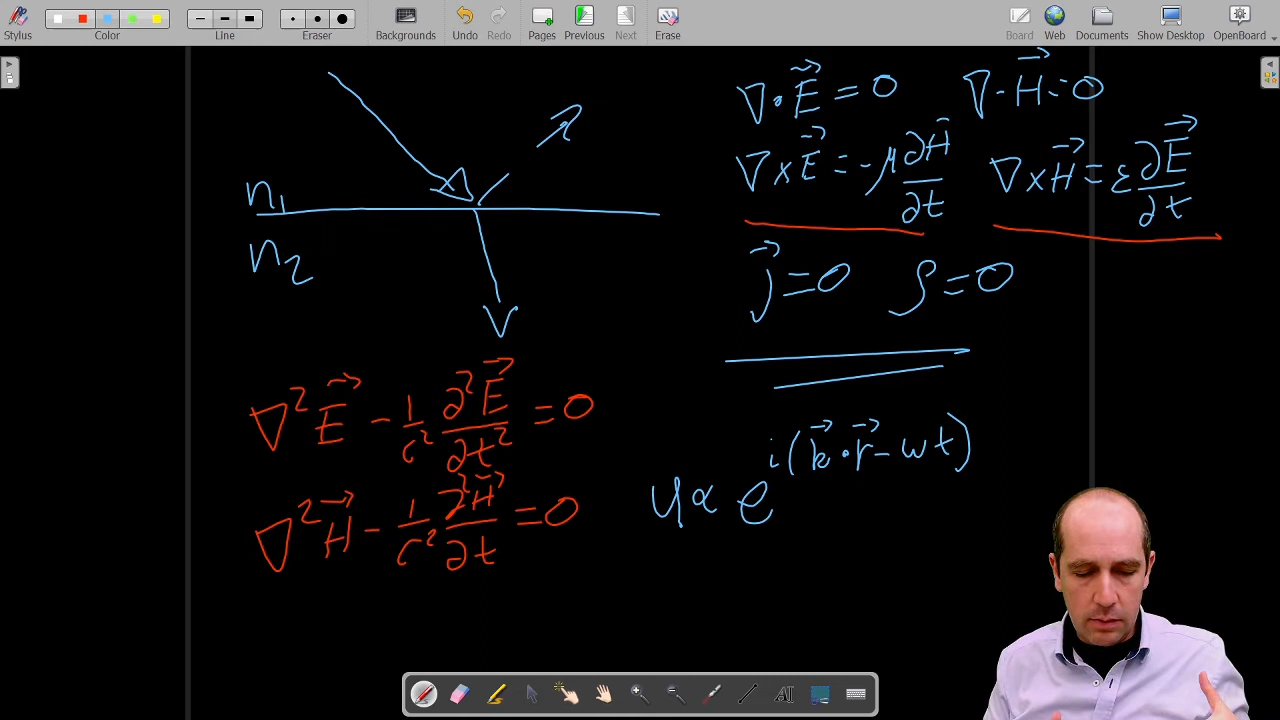 Stylus Color Line Eraser Backgrounds Undo Redo Pages Previous Next Erase Board Web Documents Show Desktop OpenBoard
∇·E⃗ = 0 ∇·H⃗ = 0
∇×E⃗ = -μ ∂H⃗/∂t ∇×H⃗ = ε ∂E⃗/∂t
n₁
n₂
j⃗ = 0 ρ = 0
∇²E⃗ - 1/c² ∂²E⃗/∂t² = 0
∇²H⃗ - 1/c² ∂²H⃗/∂t = 0
u ∝ e^{i(k⃗·r⃗ - ωt)}
AI